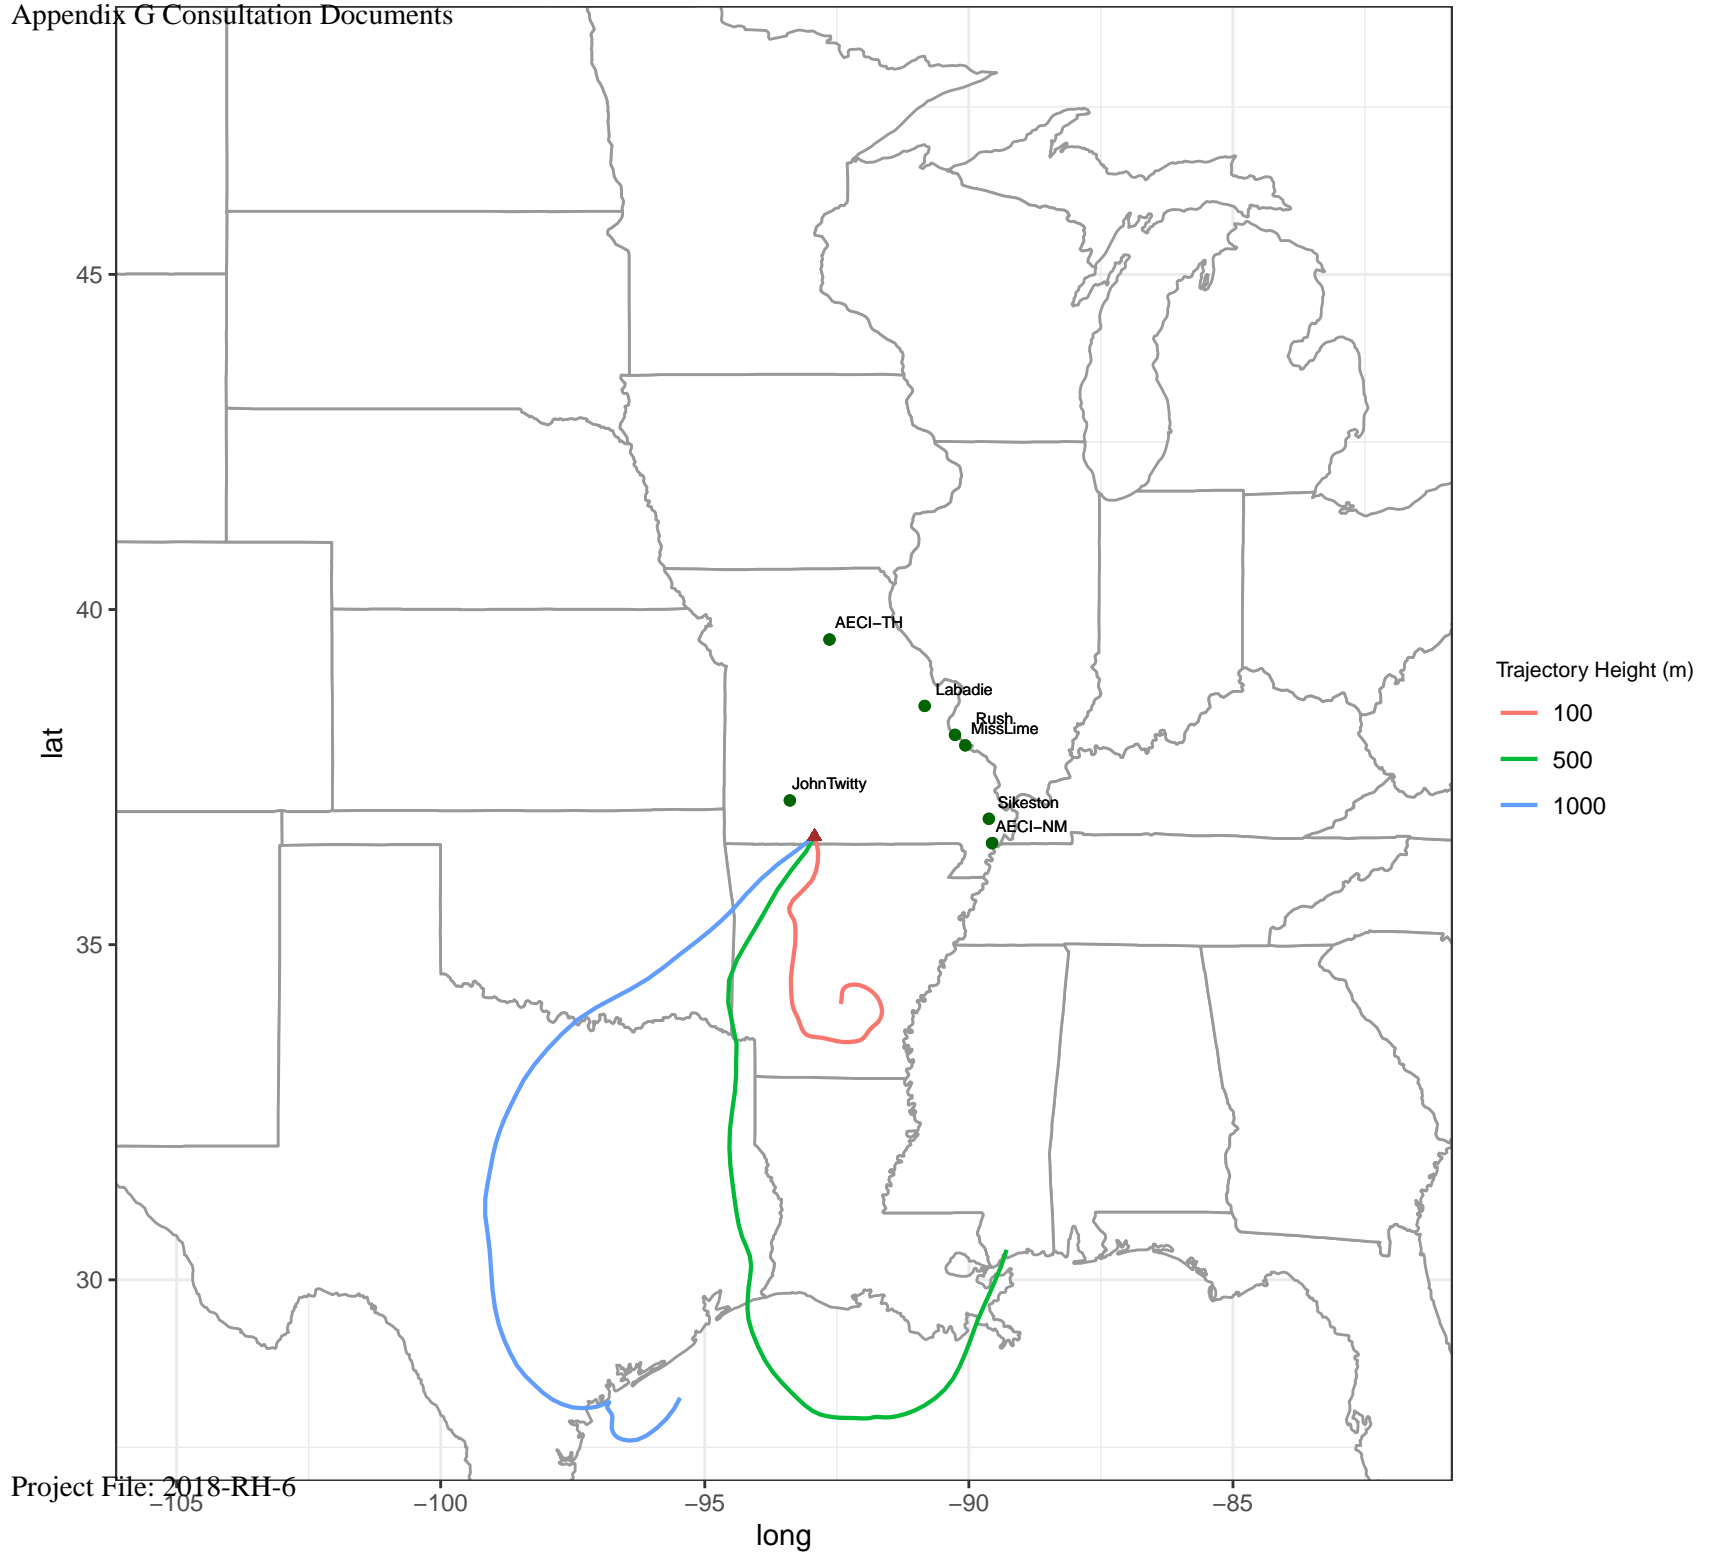 Appendix G Consultation Documents
45
40
35
30
lat
AECI−TH
Labadie
Rush
MissLime
JohnTwitty
Sikeston
AECI−NM
Trajectory Height (m)
100
500
1000
Project File: 2018-RH-6
−105
−100
−95
−90
−85
long